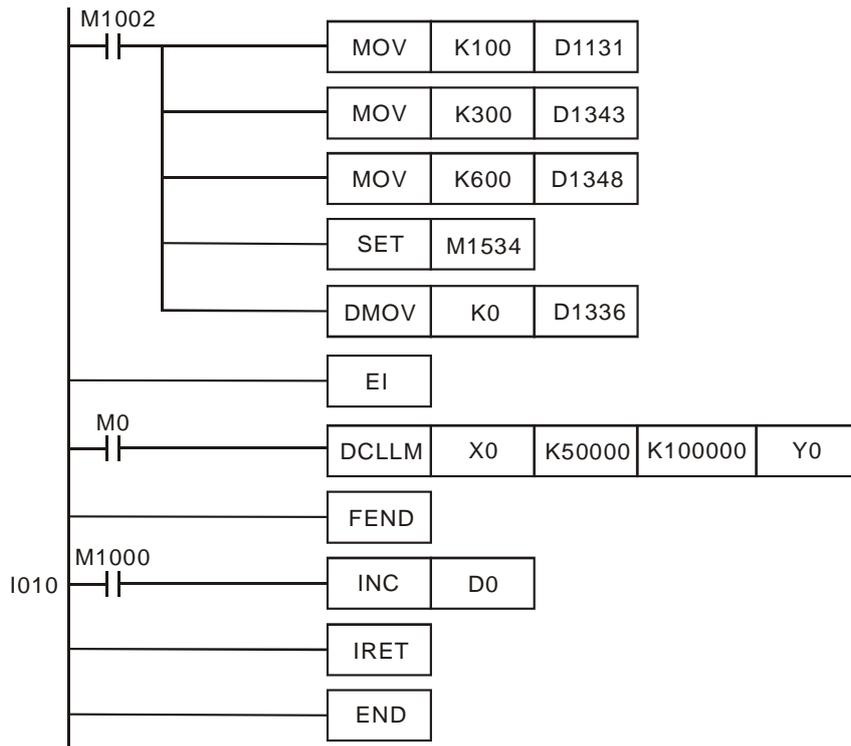 M1002
MOV K100 D1131
MOV K300 D1343
MOV K600 D1348
SET M1534
DMOV K0 D1336
EI
M0
DCLLM X0 K50000 K100000 Y0
FEND
M1000
I010 INC D0
IRET
END